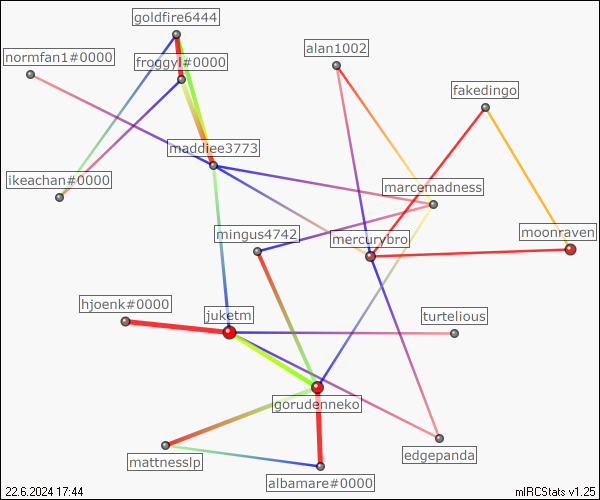 goldfire6444
alan1002
normfan1#0000
froggyl#0000
fakedingo
maddiee3773
ikeachan#0000
marcemadness
mingus4742
mercurybro
moonraven
hjoenk#0000
juketm
turtelious
gorudenneko
edgepanda
mattnesslp
albamare#0000
22.6.2024 17:44
mIRCStats v1.25